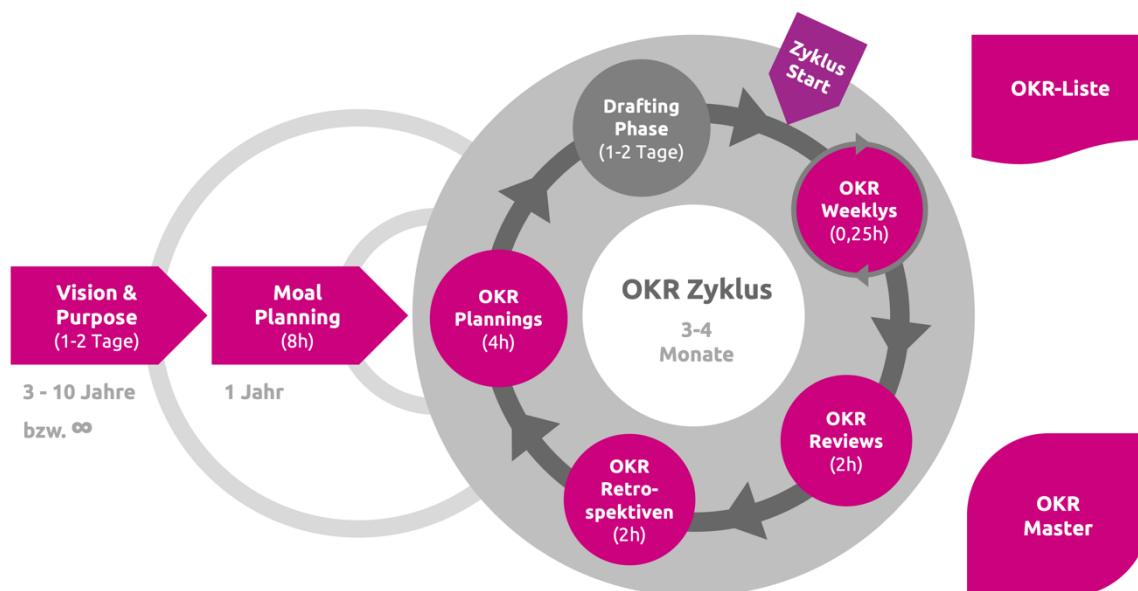 Vision &
Purpose
(1-2 Tage)
3 - 10 Jahre
bzw. ∞
Moal
Planning
(8h)
1 Jahr
OKR Zyklus
3-4
Monate
Zyklus
Start
Drafting
Phase
(1-2 Tage)
OKR
Weeklys
(0,25h)
OKR
Reviews
(2h)
OKR
Retro-
spektiven
(2h)
OKR
Plannings
(4h)
OKR-Liste
OKR
Master